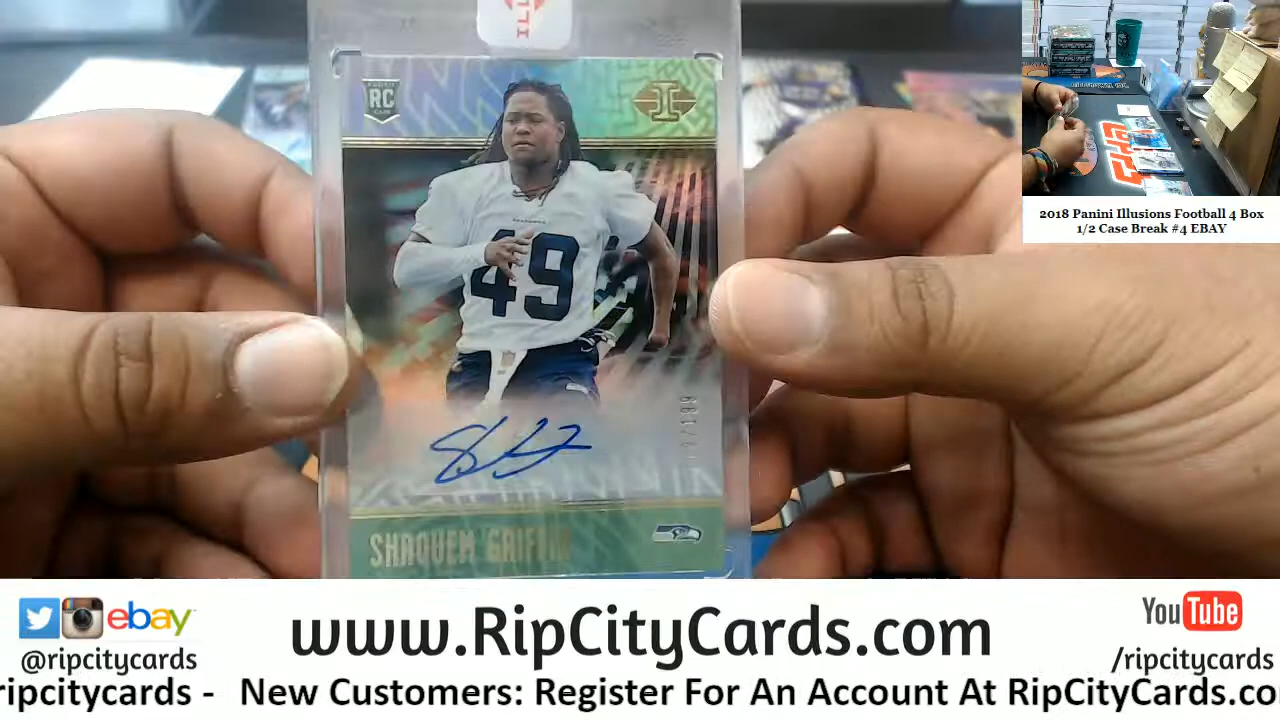 RC
I
49
/199
SHAQUEM GRIFFIN
2018 Panini Illusions Football 4 Box
1/2 Case Break #4 EBAY
ebay
@ripcitycards
www.RipCityCards.com
YouTube
/ripcitycards
ripcitycards - New Customers: Register For An Account At RipCityCards.co